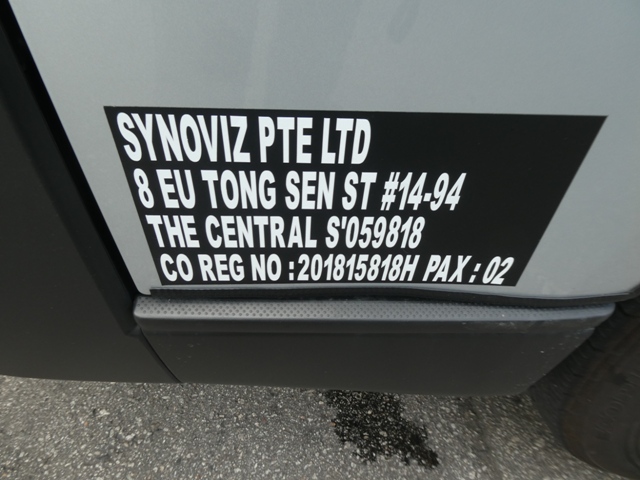 SYNOVIZ PTE LTD
8 EU TONG SEN ST #14-94
THE CENTRAL S'059818
CO REG NO : 201815818H PAX : 02